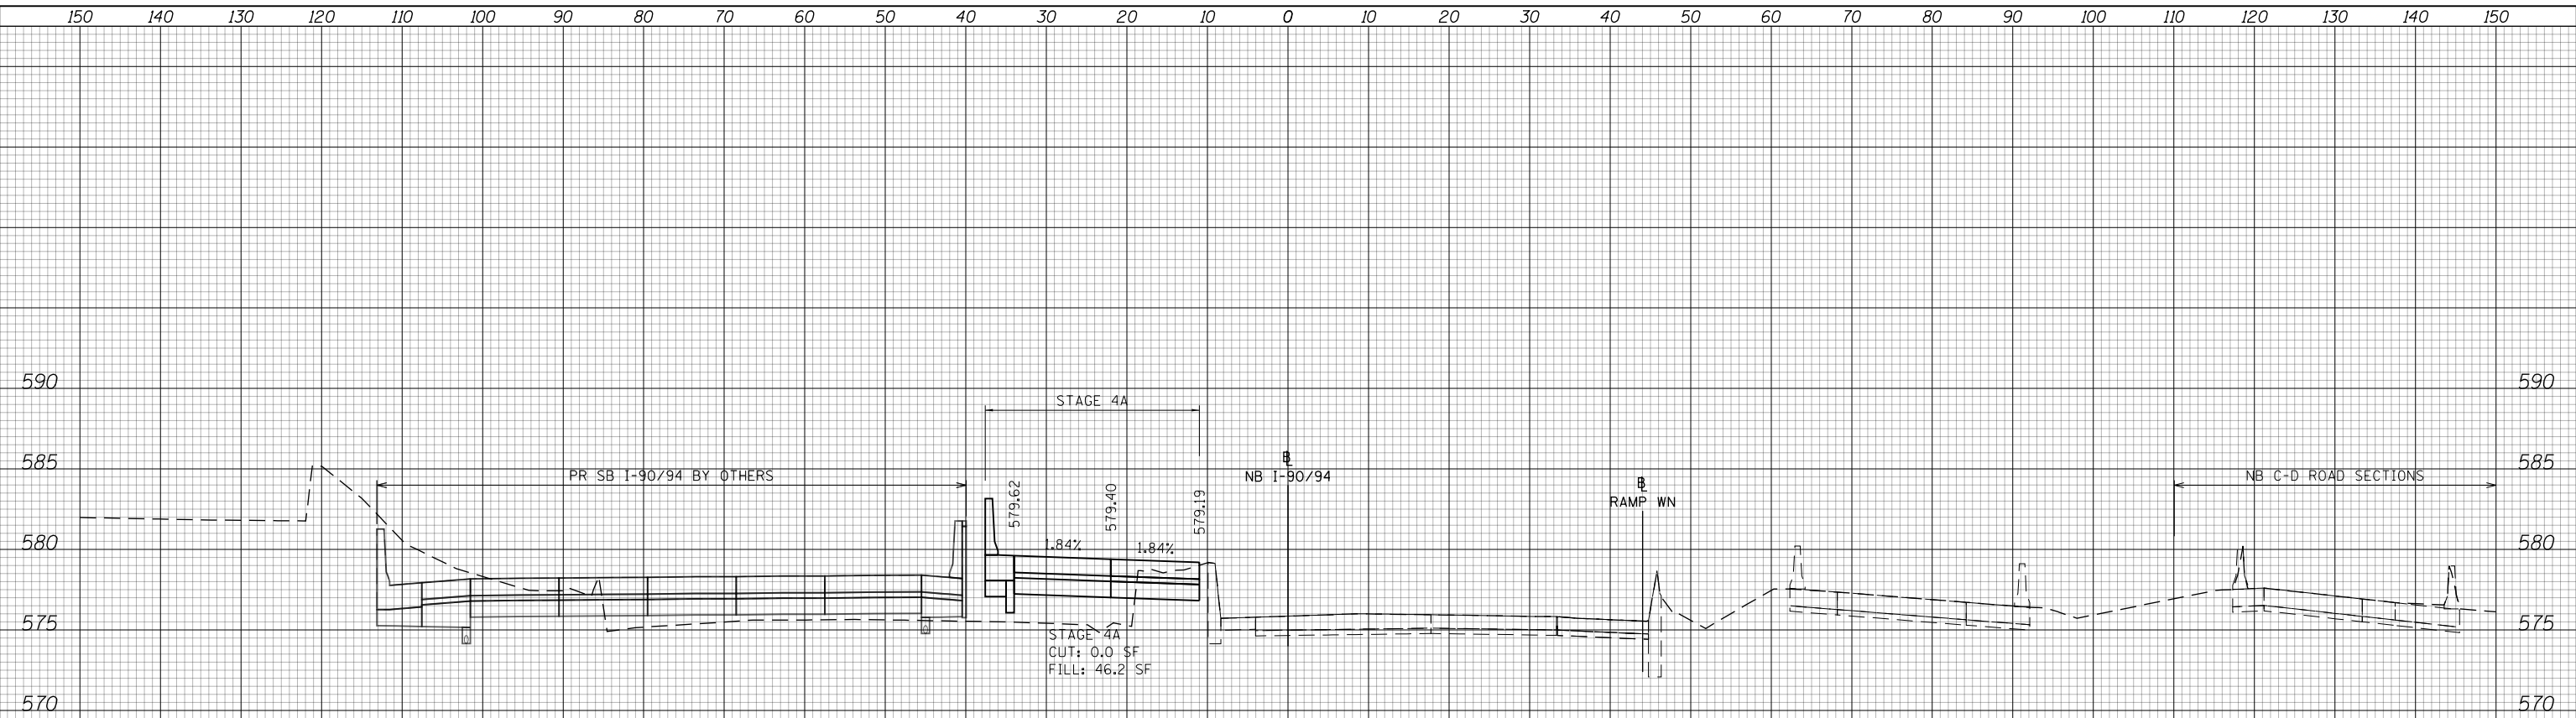 150 140 130 120 110 100 90 80 70 60 50 40 30 20 10 0 10 20 30 40 50 60 70 80 90 100 110 120 130 140 150
590 590
STAGE 4A
585 585
PR SB I-90/94 BY OTHERS
BL
NB I-90/94
BL
RAMP WN
NB C-D ROAD SECTIONS
579.62
579.40
579.19
580 580
1.84% 1.84%
575 575
STAGE 4A
CUT: 0.0 SF
FILL: 46.2 SF
570 570